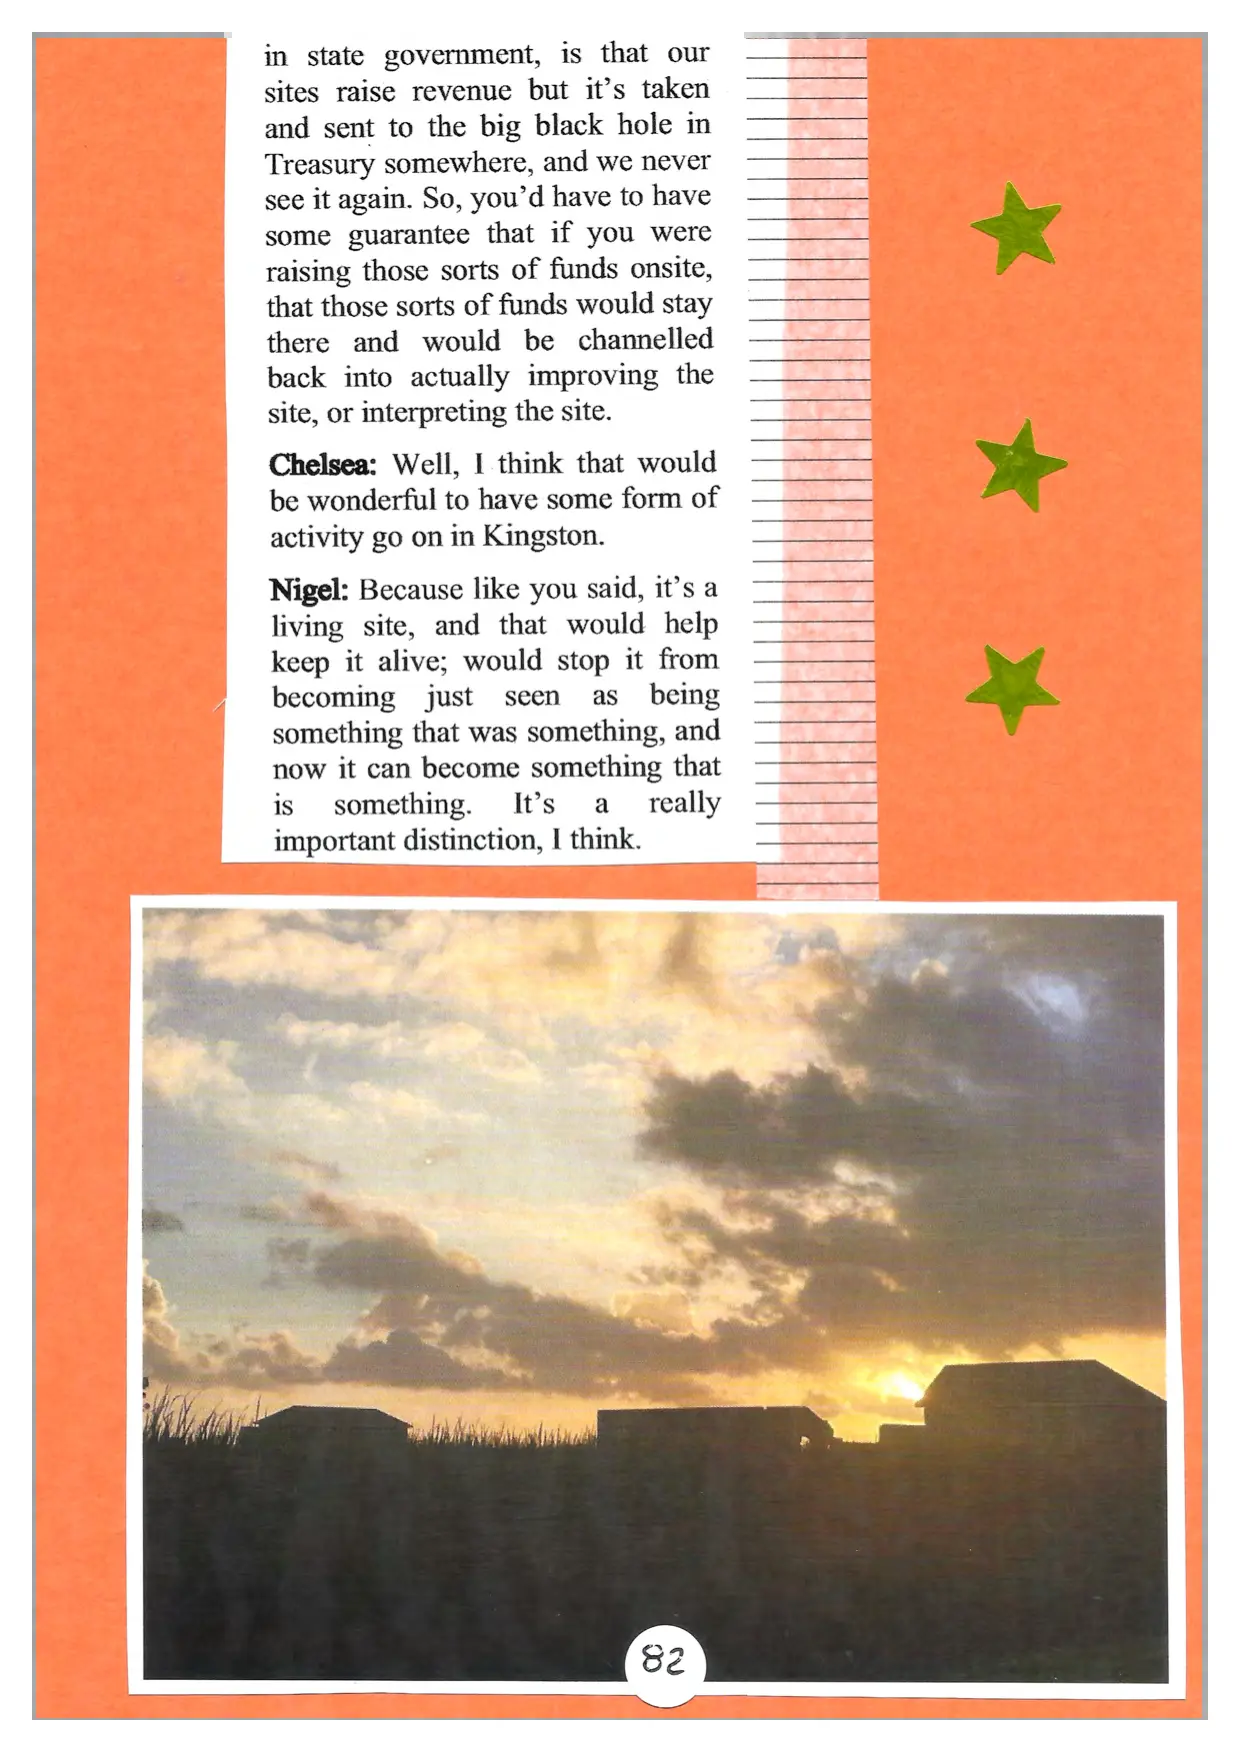 in state government, is that our
sites raise revenue but it's taken
and sent to the big black hole in
Treasury somewhere, and we never
see it again. So, you'd have to have
some guarantee that if you were
raising those sorts of funds onsite,
that those sorts of funds would stay
there and would be channelled
back into actually improving the
site, or interpreting the site.
Chelsea: Well, I think that would
be wonderful to have some form of
activity go on in Kingston.
Nigel: Because like you said, it's a
living site, and that would help
keep it alive; would stop it from
becoming just seen as being
something that was something, and
now it can become something that
is something. It's a really
important distinction, I think.
82